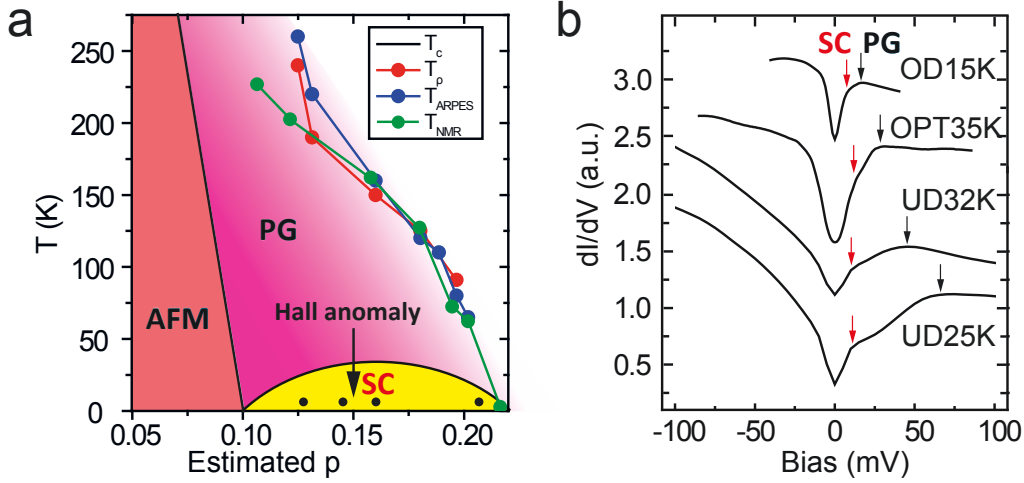 a
250
200
150
100
50
0
T (K)
0.05
0.10
0.15
0.20
Estimated p
T_c
T_ρ
T_ARPES
T_NMR
AFM
PG
Hall anomaly
SC
b
3.0
2.5
2.0
1.5
1.0
0.5
dI/dV (a.u.)
-100
-50
0
50
100
Bias (mV)
SC PG
OD15K
OPT35K
UD32K
UD25K